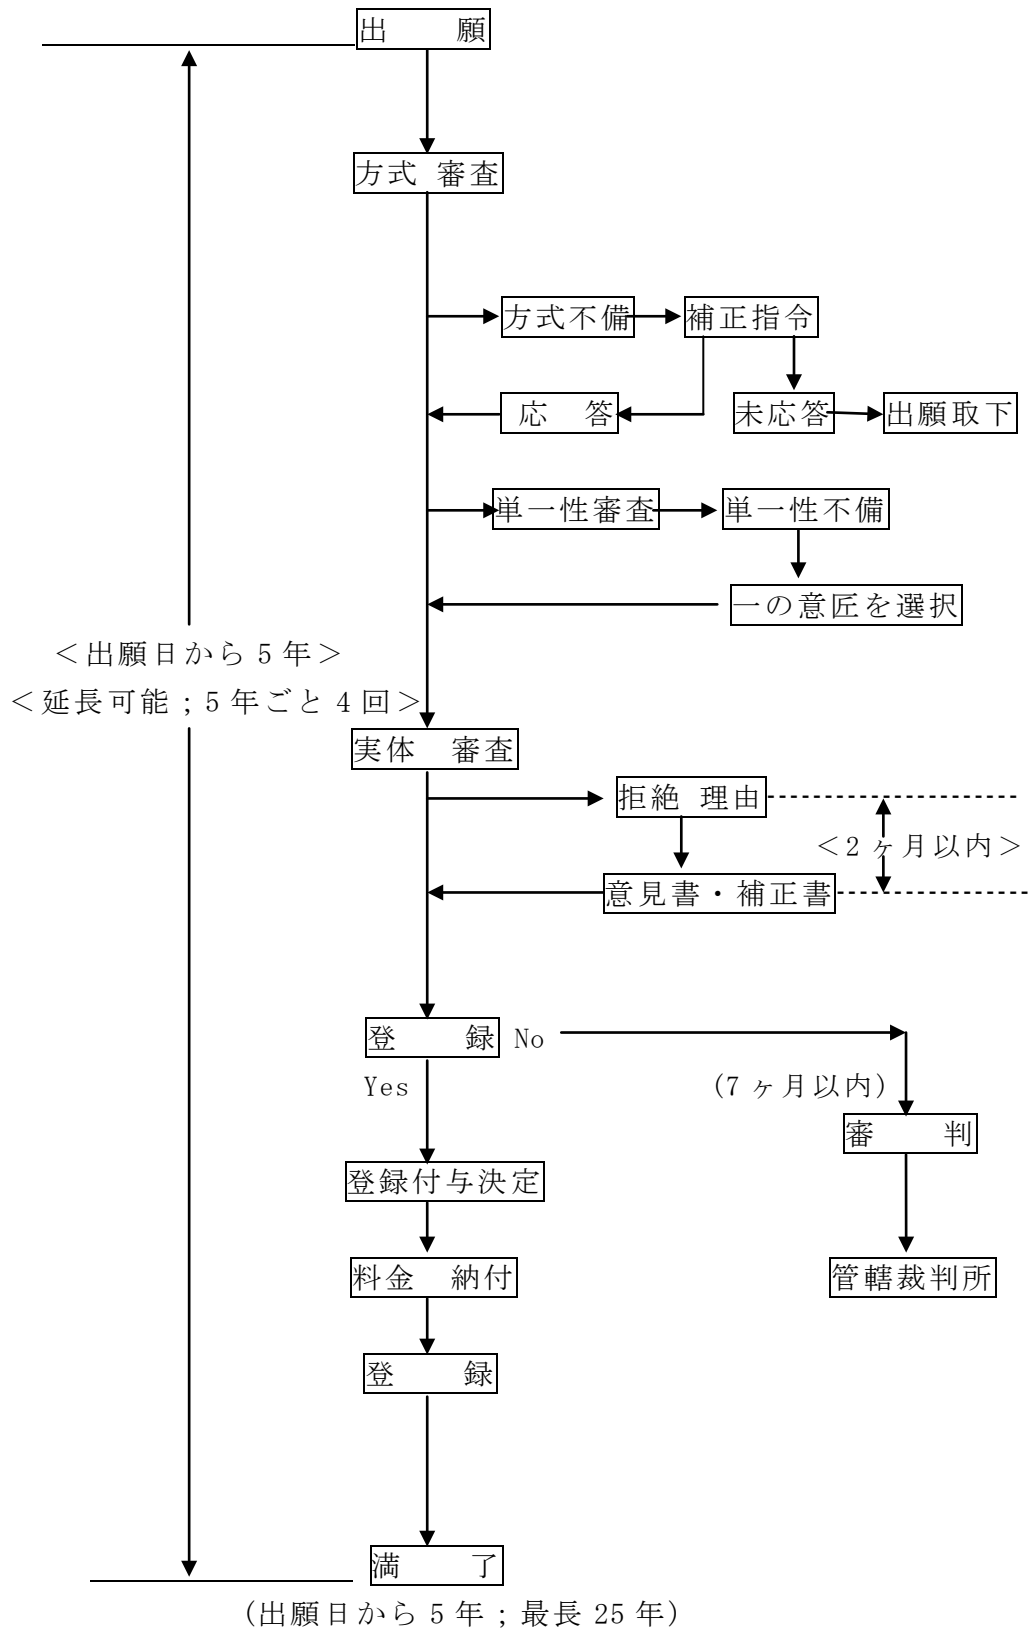 出　願
方式 審査
方式不備 補正指令
応　答 未応答 出願取下
単一性審査 単一性不備
一の意匠を選択
＜出願日から 5 年＞
＜延長可能 ; 5 年ごと 4 回＞
実体　審査
拒絶 理由
＜2 ヶ月以内＞
意見書・補正書
登　録 No
Yes (7 ヶ月以内)
審　判
登録付与決定
料金　納付 管轄裁判所
登　録
満　了
(出願日から 5 年 ; 最長 25 年)